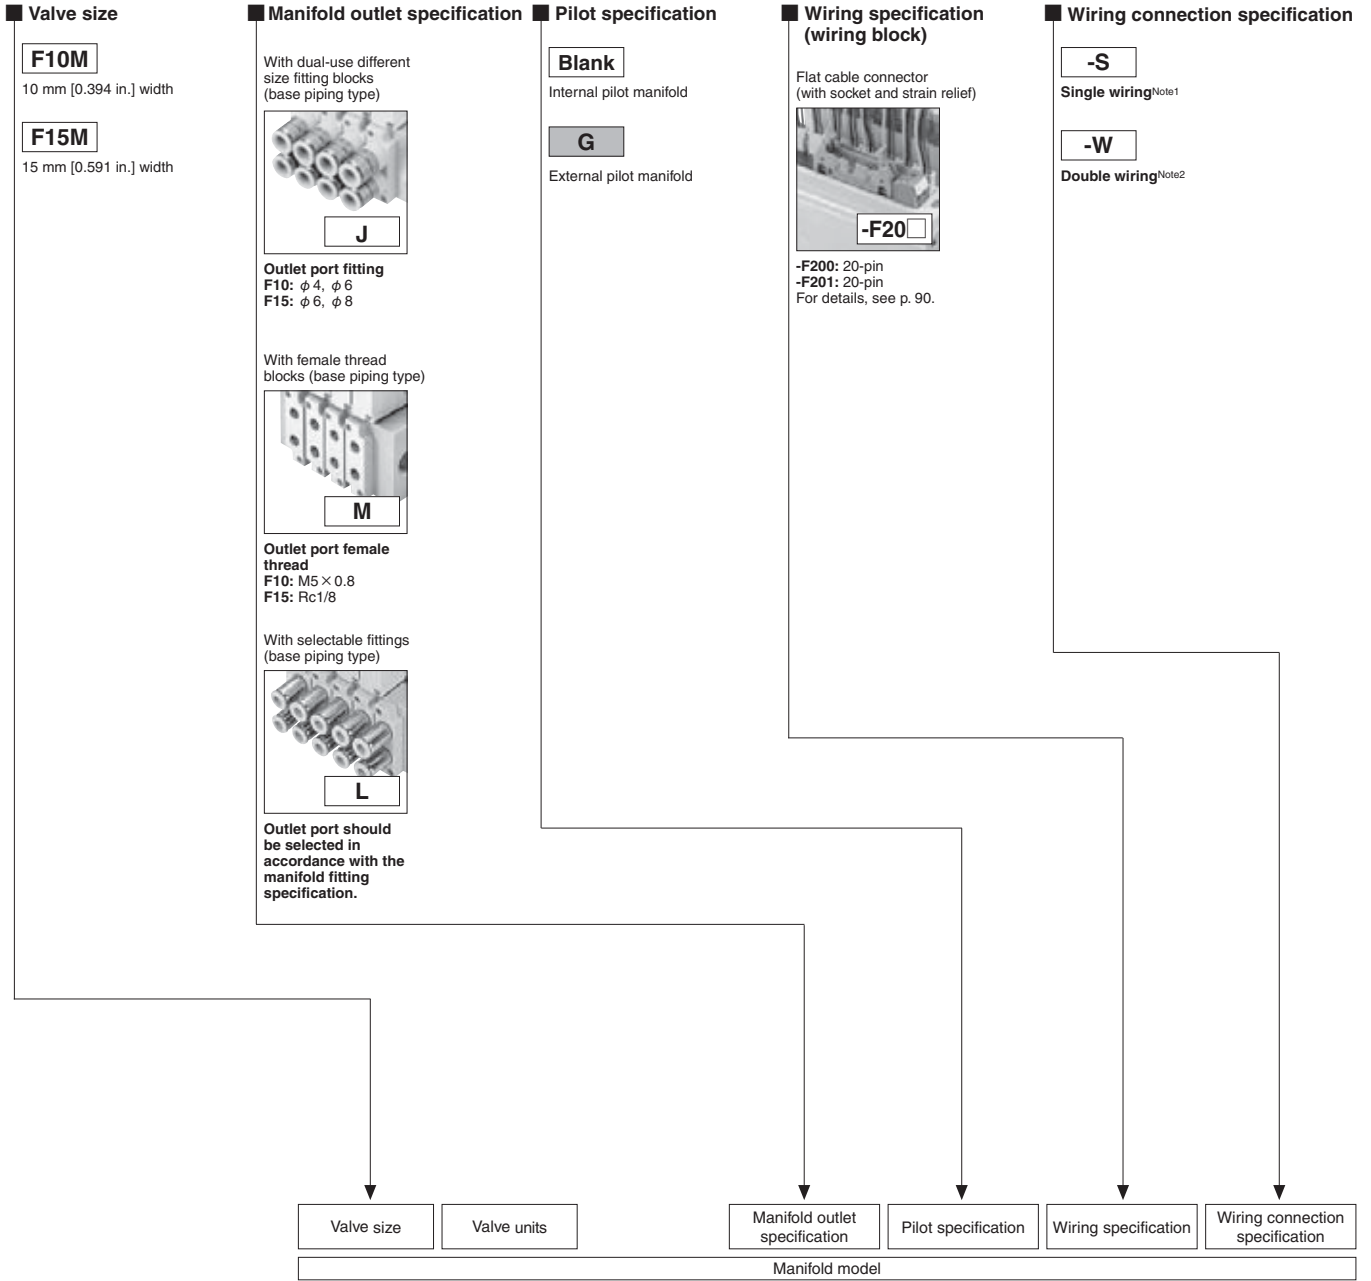 Valve size
F10M
10 mm [0.394 in.] width
F15M
15 mm [0.591 in.] width
Manifold outlet specification
With dual-use different
size fitting blocks
(base piping type)
J
Outlet port fitting
F10: φ4, φ6
F15: φ6, φ8
With female thread
blocks (base piping type)
M
Outlet port female
thread
F10: M5×0.8
F15: Rc1/8
With selectable fittings
(base piping type)
L
Outlet port should
be selected in
accordance with the
manifold fitting
specification.
Pilot specification
Blank
Internal pilot manifold
G
External pilot manifold
Wiring specification
(wiring block)
Flat cable connector
(with socket and strain relief)
-F20□
-F200: 20-pin
-F201: 20-pin
For details, see p. 90.
Wiring connection specification
-S
Single wiringNote1
-W
Double wiringNote2
Valve size
Valve units
Manifold outlet
specification
Pilot specification
Wiring specification
Wiring connection
specification
Manifold model